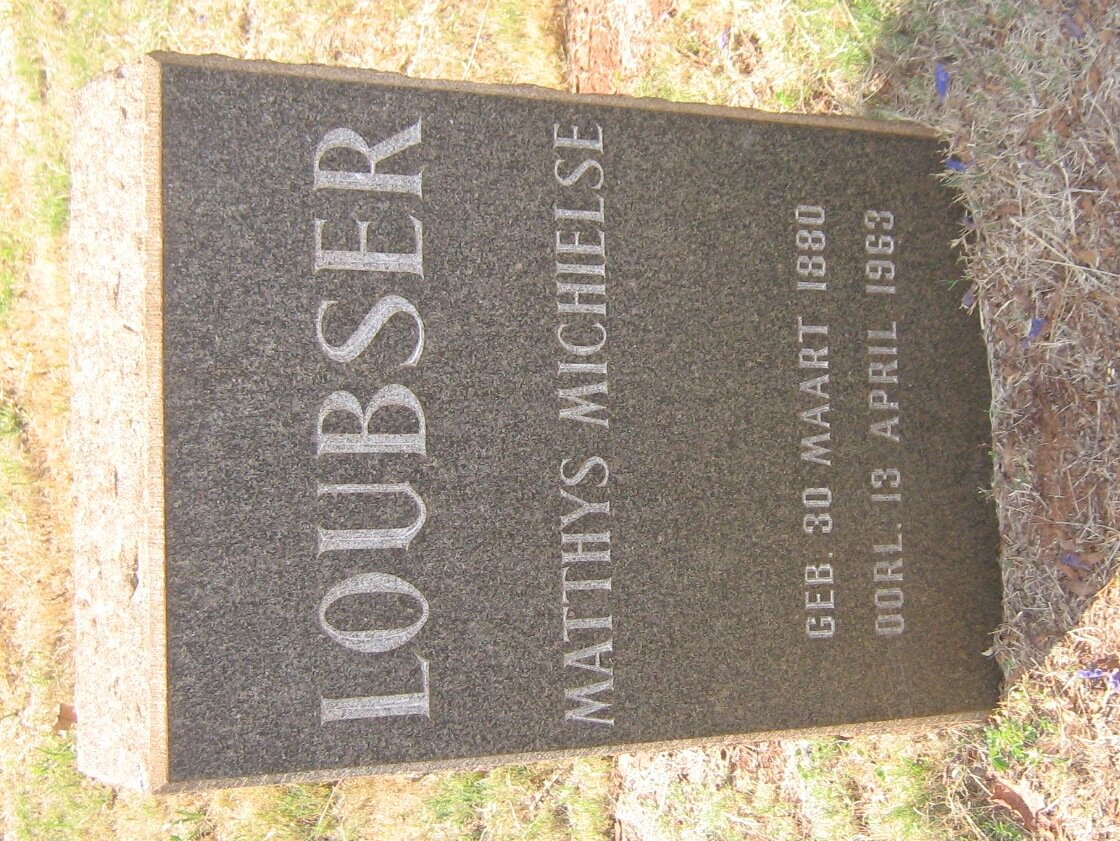 LOUBSER
MATTHYS MICHIELSE
GEB. 30 MAART 1880
OORL. 13 APRIL 1963